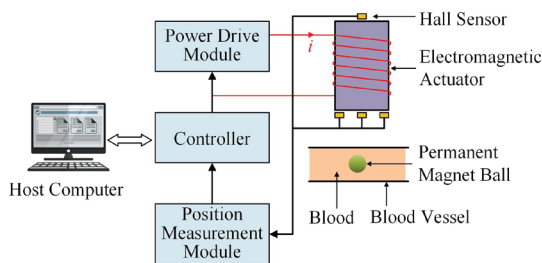 Hall Sensor
Power Drive
Module
i
Electromagnetic
Actuator
Controller
Host Computer
Permanent
Magnet Ball
Position
Measurement
Module
Blood
Blood Vessel